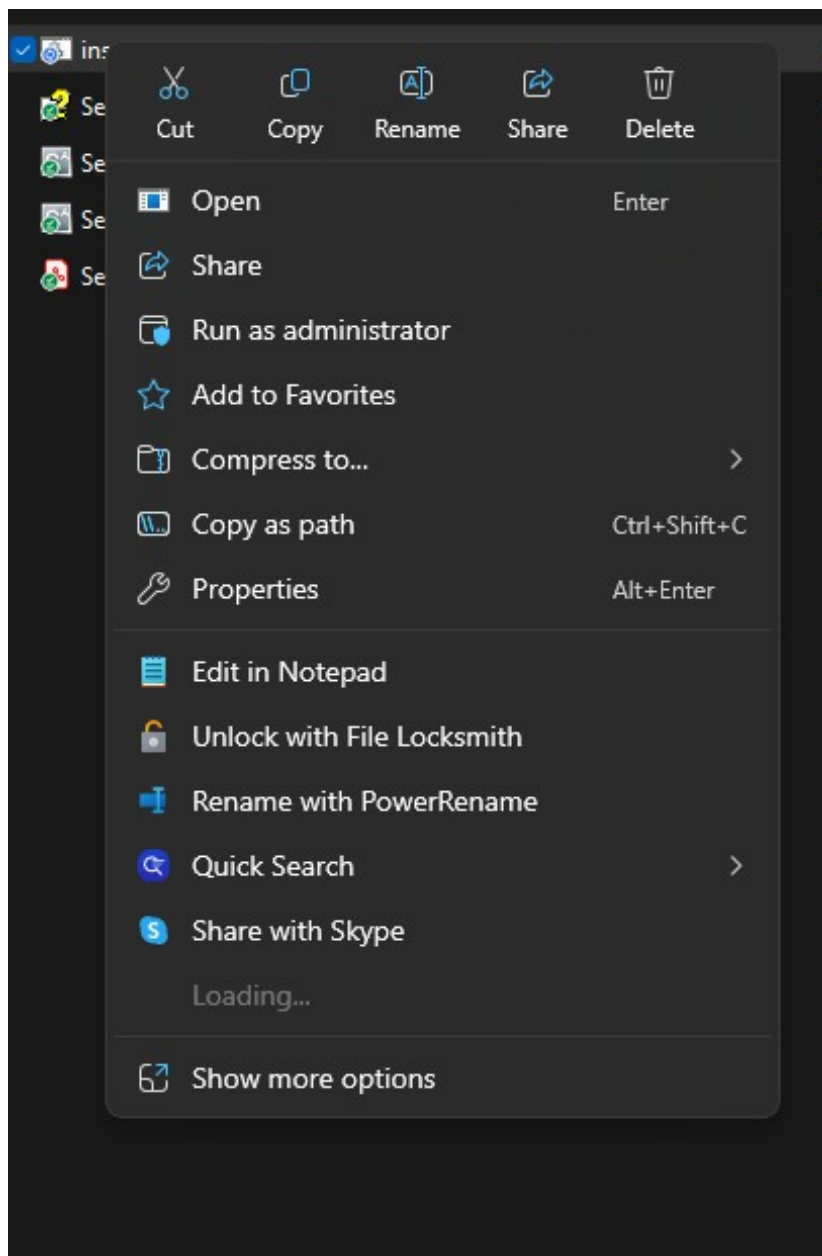 ins
Cut Copy Rename Share Delete
Se
Se
Se
Se
Open Enter
Share
Run as administrator
Add to Favorites
Compress to...
Copy as path Ctrl+Shift+C
Properties Alt+Enter
Edit in Notepad
Unlock with File Locksmith
Rename with PowerRename
Quick Search
Share with Skype
Loading...
Show more options